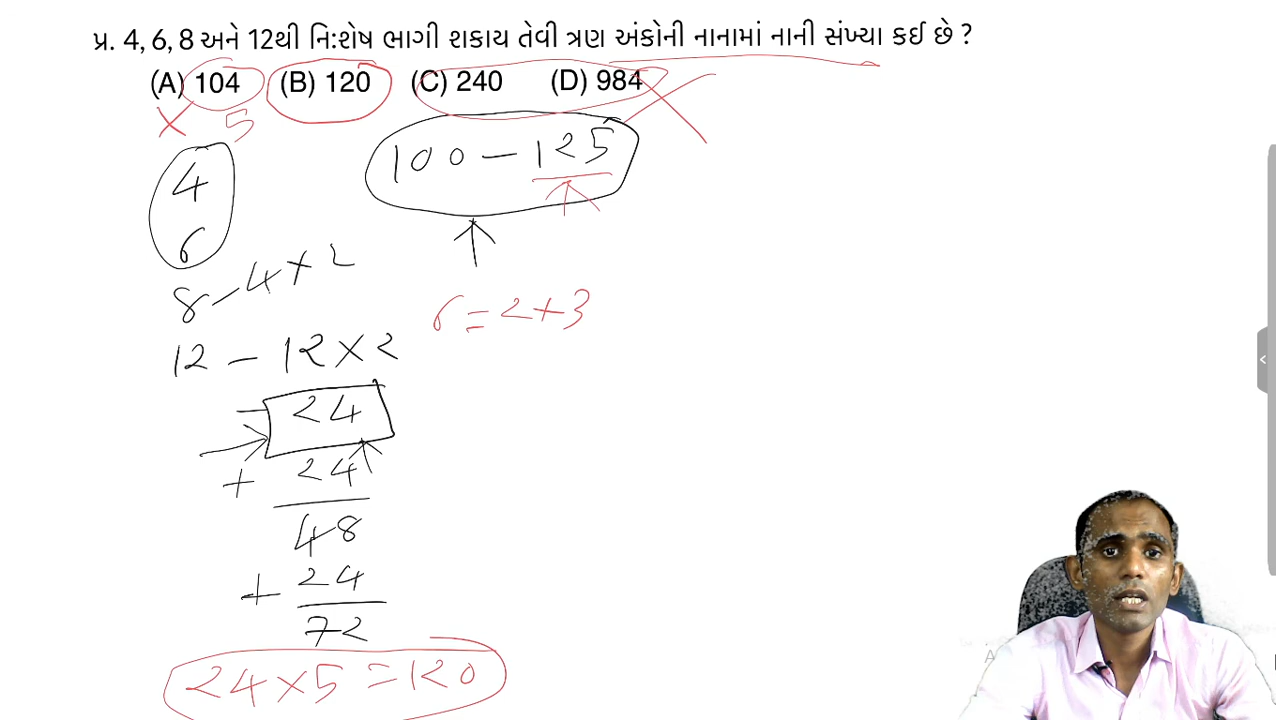 પ્ર. 4, 6, 8 અને 12થી નિ:શેષ ભાગી શકાય તેવી ત્રણ અંકોની નાનામાં નાની સંખ્યા કઈ છે ?
(A) 104 (B) 120 (C) 240 (D) 984
× 5
100 – 125
4
6
8 – 4 × 2
6 = 2 + 3
12 – 12 × 2
24
+ 24
48
+ 24
72
24 × 5 = 120